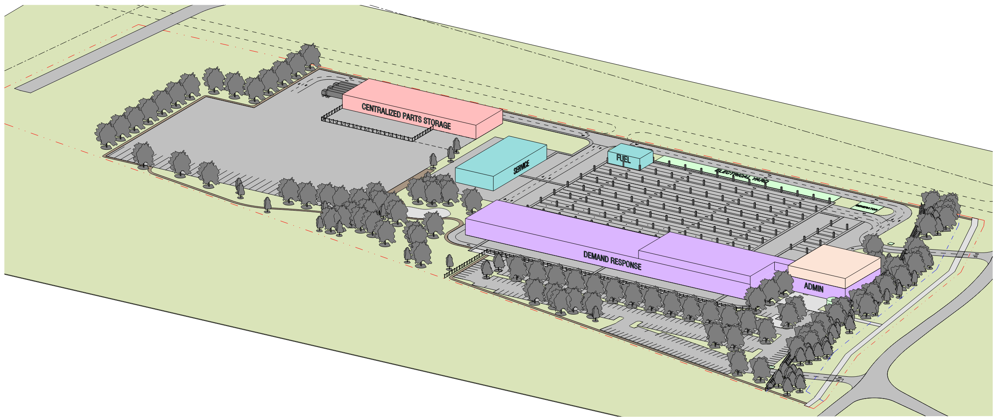 CENTRALIZED PARTS STORAGE
SERVICE
FUEL
ELECTRICAL YARD
GENERATOR
DEMAND RESPONSE
ADMIN